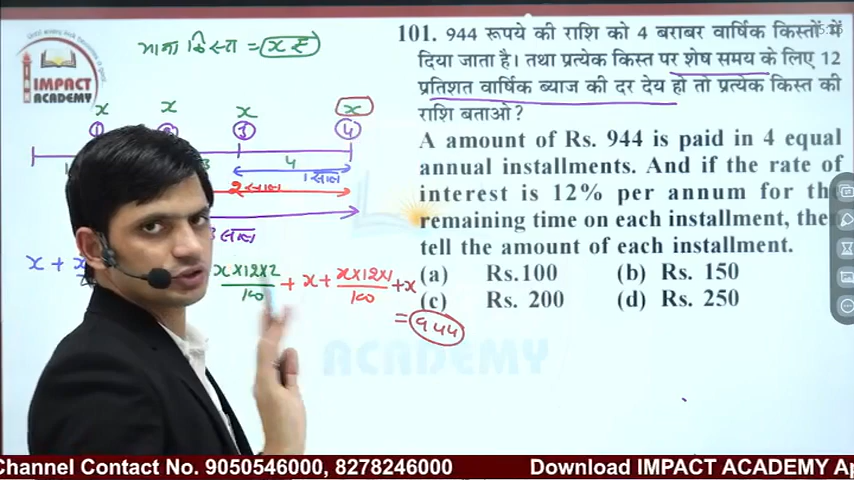 IMPACT
ACADEMY
माना किस्त = x ₹
x x x x
1 3 4
4
1 साल
2 साल
साल
x +
x×12×2/100 + x + x×12×1/100 + x
= 944
101. 944 रूपये की राशि को 4 बराबर वार्षिक किस्तों में
दिया जाता है। तथा प्रत्येक किस्त पर शेष समय के लिए 12
प्रतिशत वार्षिक ब्याज की दर देय हो तो प्रत्येक किस्त की
राशि बताओ?
A amount of Rs. 944 is paid in 4 equal
annual installments. And if the rate of
interest is 12% per annum for the
remaining time on each installment, then
tell the amount of each installment.
(a) Rs.100 (b) Rs. 150
(c) Rs. 200 (d) Rs. 250
ACADEMY
Channel Contact No. 9050546000, 8278246000 Download IMPACT ACADEMY Ap